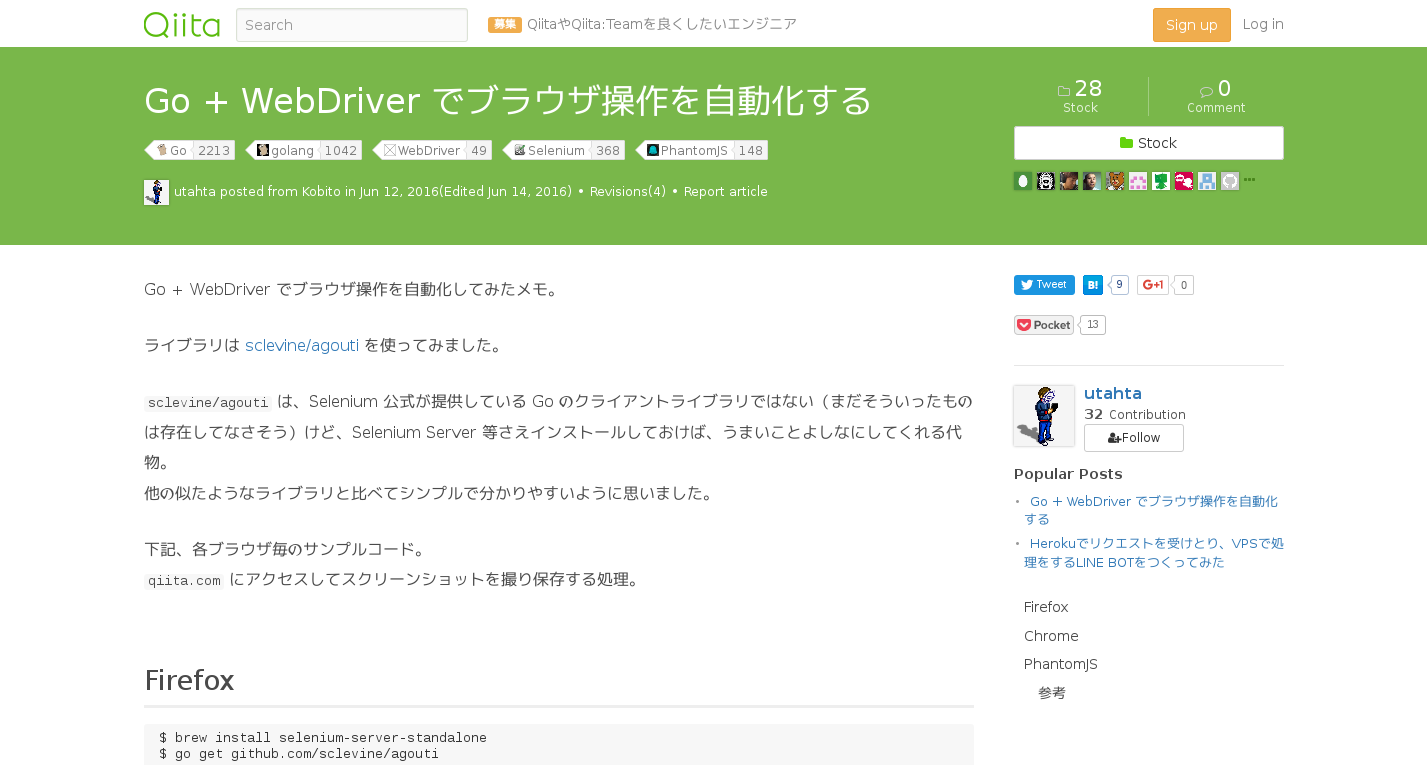 Qiita
Search
募集 QiitaやQiita:Teamを良くしたいエンジニア
Sign up
Log in
Go + WebDriver でブラウザ操作を自動化する
Go 2213 golang 1042 WebDriver 49 Selenium 368 PhantomJS 148
utahta posted from Kobito in Jun 12, 2016(Edited Jun 14, 2016) • Revisions(4) • Report article
28
Stock
0
Comment
Stock
Go + WebDriver でブラウザ操作を自動化してみたメモ。
ライブラリは sclevine/agouti を使ってみました。
sclevine/agouti は、Selenium 公式が提供している Go のクライアントライブラリではない（まだそういったもの
は存在してなさそう）けど、Selenium Server 等さえインストールしておけば、うまいことよしなにしてくれる代
物。
他の似たようなライブラリと比べてシンプルで分かりやすいように思いました。
下記、各ブラウザ毎のサンプルコード。
qiita.com にアクセスしてスクリーンショットを撮り保存する処理。
Firefox
$ brew install selenium-server-standalone
$ go get github.com/sclevine/agouti
Tweet B! 9 G+1 0
Pocket 13
utahta
32 Contribution
Follow
Popular Posts
• Go + WebDriver でブラウザ操作を自動化
する
• Herokuでリクエストを受けとり、VPSで処
理をするLINE BOTをつくってみた
Firefox
Chrome
PhantomJS
参考